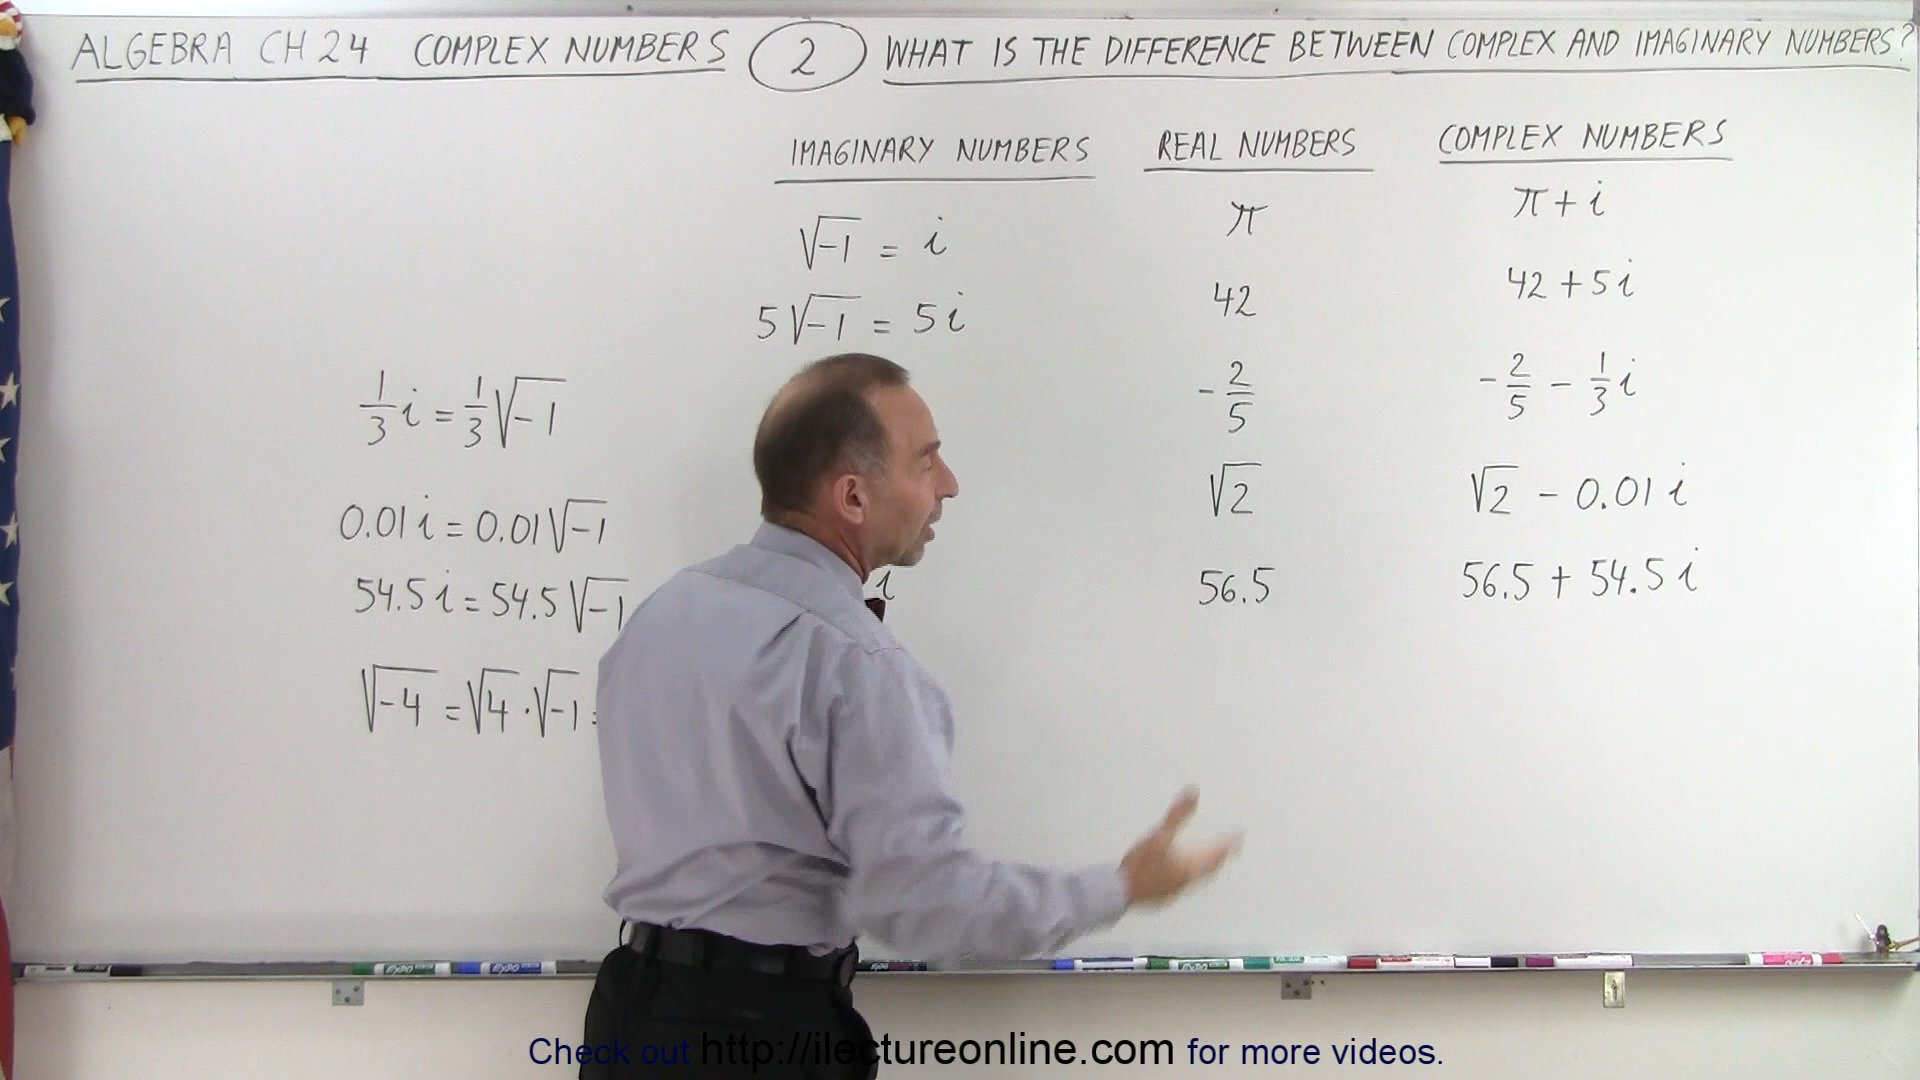 ALGEBRA CH 24 COMPLEX NUMBERS 2 WHAT IS THE DIFFERENCE BETWEEN COMPLEX AND IMAGINARY NUMBERS?
IMAGINARY NUMBERS REAL NUMBERS COMPLEX NUMBERS
√-1 = i π π + i
5√-1 = 5i 42 42 + 5i
1/3 i = 1/3 √-1 -2/5 -2/5 - 1/3 i
0.01 i = 0.01 √-1 √2 √2 - 0.01 i
54.5 i = 54.5 √-1 i 56.5 56.5 + 54.5 i
√-4 = √4 · √-1 =
EXPO EXPO EXPO
Check out http://ilectureonline.com for more videos.